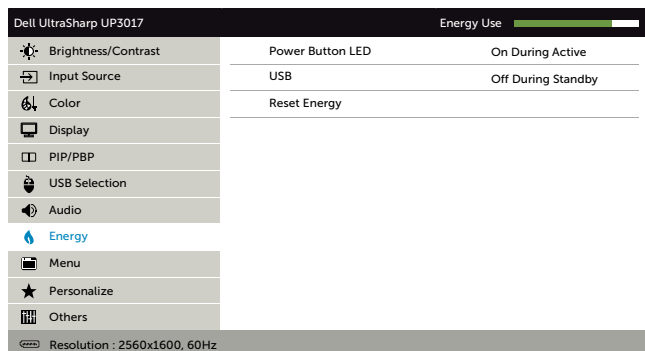 Dell UltraSharp UP3017 Energy Use
Brightness/Contrast Power Button LED On During Active
Input Source USB Off During Standby
Color Reset Energy
Display
PIP/PBP
USB Selection
Audio
Energy
Menu
Personalize
Others
Resolution : 2560x1600, 60Hz